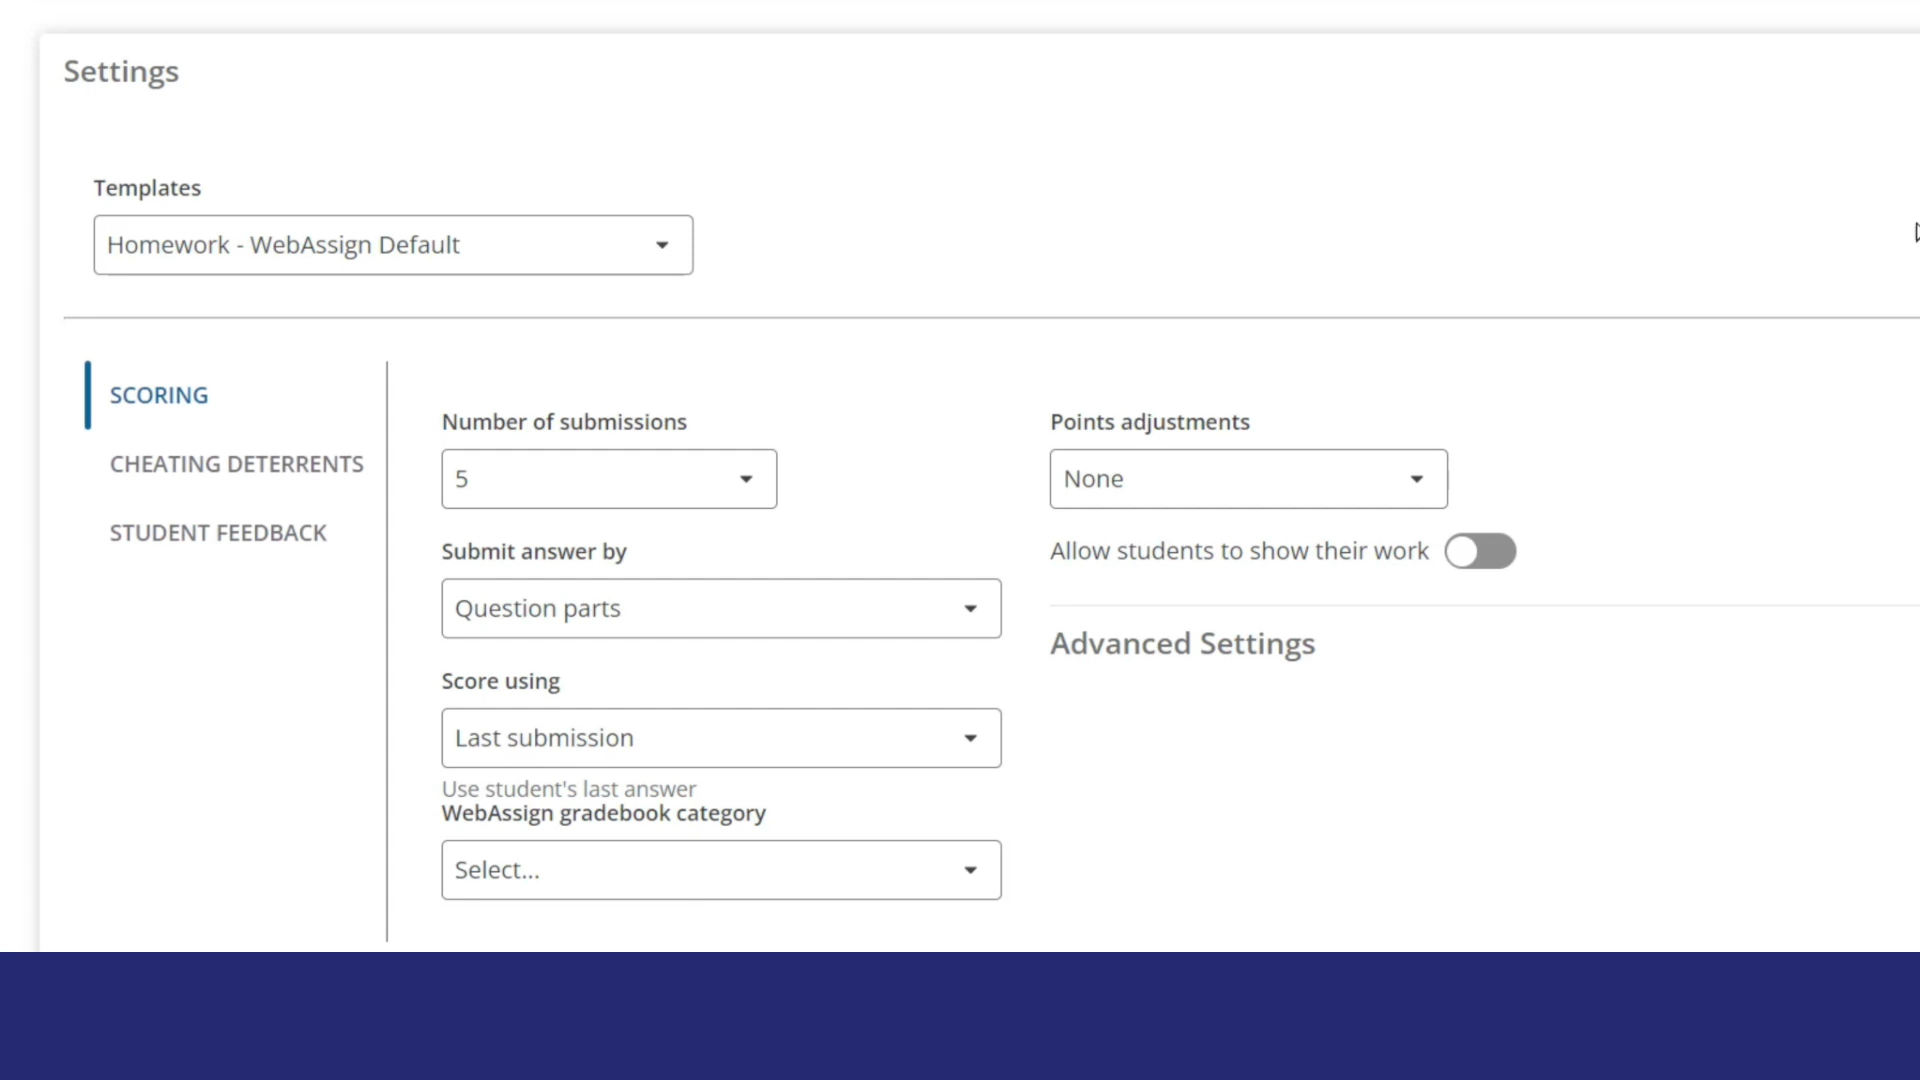 Settings
Templates
Homework - WebAssign Default
SCORING
CHEATING DETERRENTS
STUDENT FEEDBACK
Number of submissions
5
Submit answer by
Question parts
Score using
Last submission
Use student's last answer
WebAssign gradebook category
Select...
Points adjustments
None
Allow students to show their work
Advanced Settings